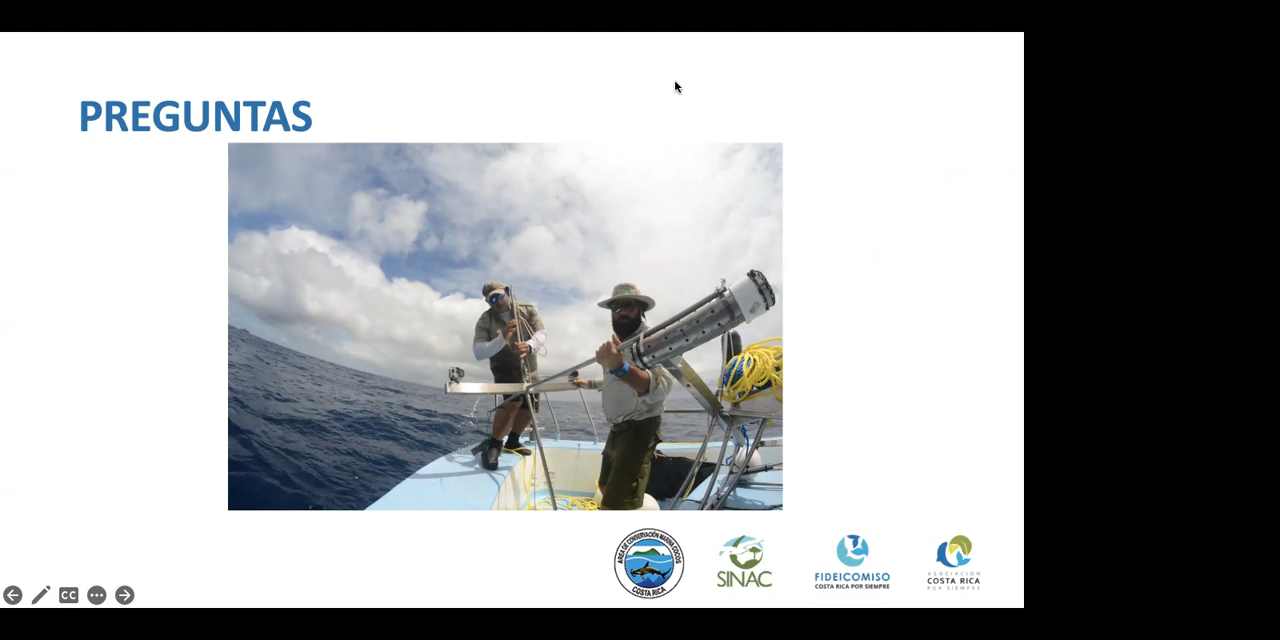 PREGUNTAS
ÁREA DE CONSERVACIÓN MARINA COCOS
COSTA RICA
SINAC
FIDEICOMISO
COSTA RICA POR SIEMPRE
ASOCIACIÓN
COSTA RICA
POR SIEMPRE
CC